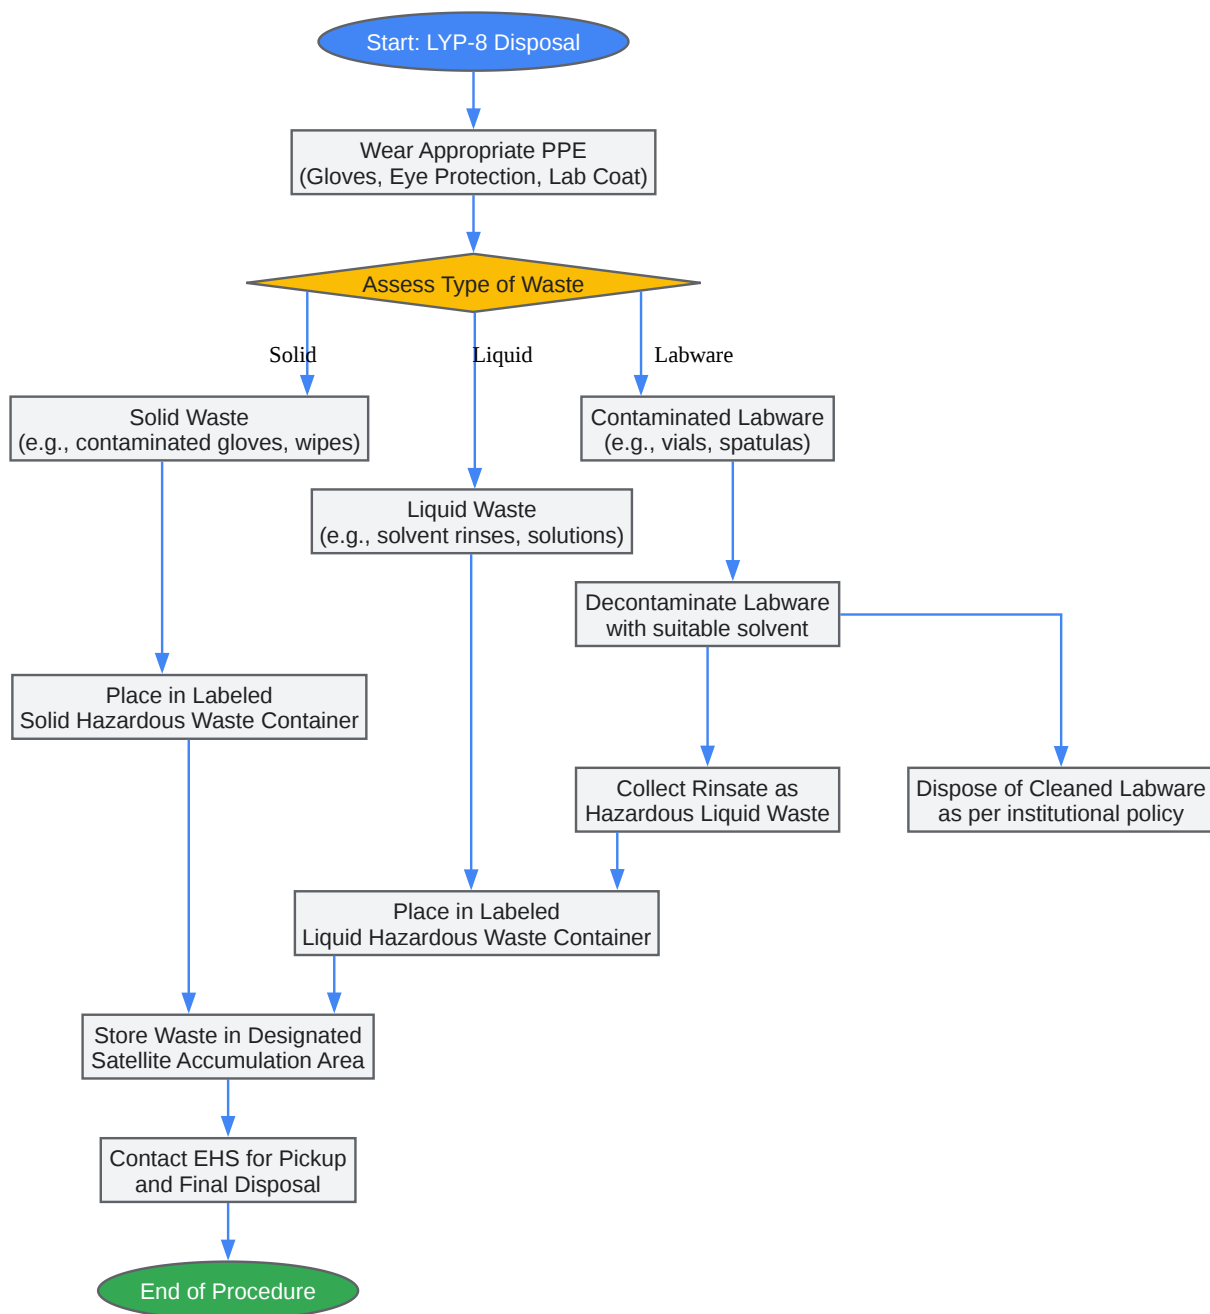 Start: LYP-8 Disposal
Wear Appropriate PPE
(Gloves, Eye Protection, Lab Coat)
Assess Type of Waste
Solid
Liquid
Labware
Solid Waste
(e.g., contaminated gloves, wipes)
Contaminated Labware
(e.g., vials, spatulas)
Liquid Waste
(e.g., solvent rinses, solutions)
Decontaminate Labware
with suitable solvent
Place in Labeled
Solid Hazardous Waste Container
Collect Rinsate as
Hazardous Liquid Waste
Dispose of Cleaned Labware
as per institutional policy
Place in Labeled
Liquid Hazardous Waste Container
Store Waste in Designated
Satellite Accumulation Area
Contact EHS for Pickup
and Final Disposal
End of Procedure